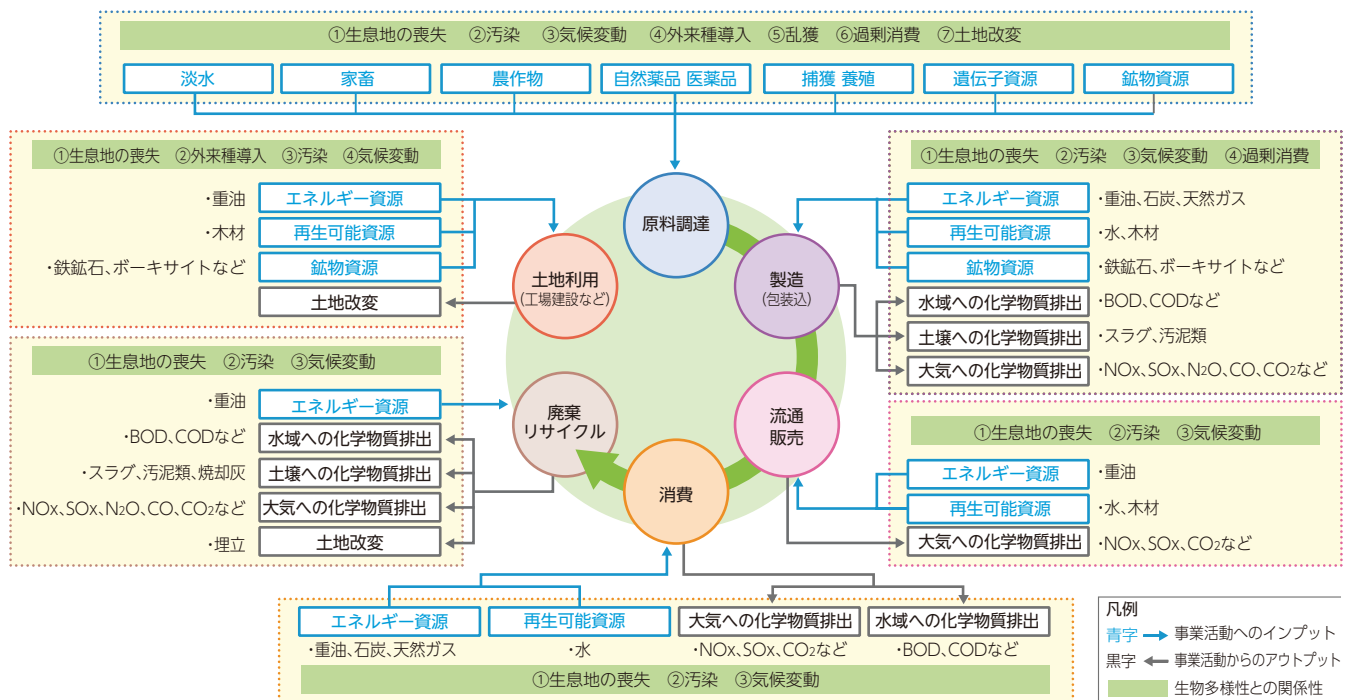 ①生息地の喪失 ②汚染 ③気候変動 ④外来種導入 ⑤乱獲 ⑥過剰消費 ⑦土地改変
淡水 家畜 農作物 自然薬品 医薬品 捕獲 養殖 遺伝子資源 鉱物資源
①生息地の喪失 ②外来種導入 ③汚染 ④気候変動
・重油 エネルギー資源
・木材 再生可能資源
・鉄鉱石、ボーキサイトなど 鉱物資源
土地改変
原料調達
土地利用
(工場建設など)
製造
(包装込)
廃棄
リサイクル
流通
販売
消費
①生息地の喪失 ②汚染 ③気候変動 ④過剰消費
エネルギー資源 ・重油、石炭、天然ガス
再生可能資源 ・水、木材
鉱物資源 ・鉄鉱石、ボーキサイトなど
水域への化学物質排出 ・BOD、CODなど
土壌への化学物質排出 ・スラグ、汚泥類
大気への化学物質排出 ・NOx、SOx、N2O、CO、CO2など
①生息地の喪失 ②汚染 ③気候変動
・重油 エネルギー資源
・BOD、CODなど 水域への化学物質排出
・スラグ、汚泥類、焼却灰 土壌への化学物質排出
・NOx、SOx、N2O、CO、CO2など 大気への化学物質排出
・埋立 土地改変
①生息地の喪失 ②汚染 ③気候変動
エネルギー資源 ・重油
再生可能資源 ・水、木材
大気への化学物質排出 ・NOx、SOx、CO2など
エネルギー資源 再生可能資源 大気への化学物質排出 水域への化学物質排出
・重油、石炭、天然ガス ・水 ・NOx、SOx、CO2など ・BOD、CODなど
①生息地の喪失 ②汚染 ③気候変動
凡例
青字 事業活動へのインプット
黒字 事業活動からのアウトプット
生物多様性との関係性